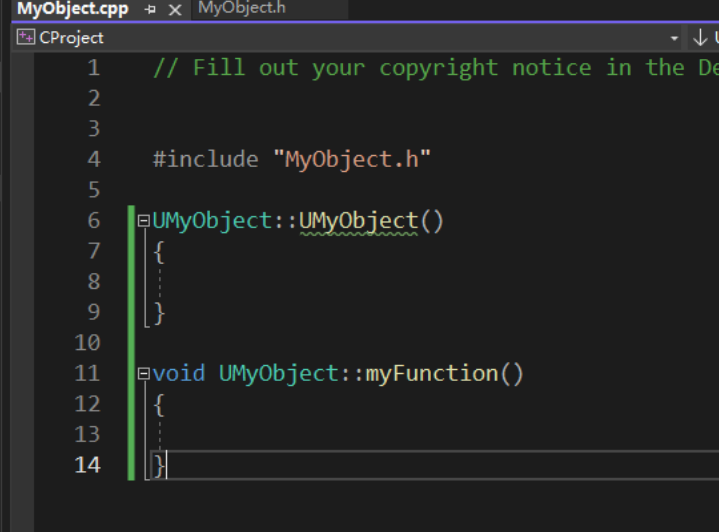 MyObject.cpp MyObject.h
CProject
1 // Fill out your copyright notice in the De
2
3
4 #include "MyObject.h"
5
6 UMyObject::UMyObject()
7 {
8
9 }
10
11 void UMyObject::myFunction()
12 {
13
14 }